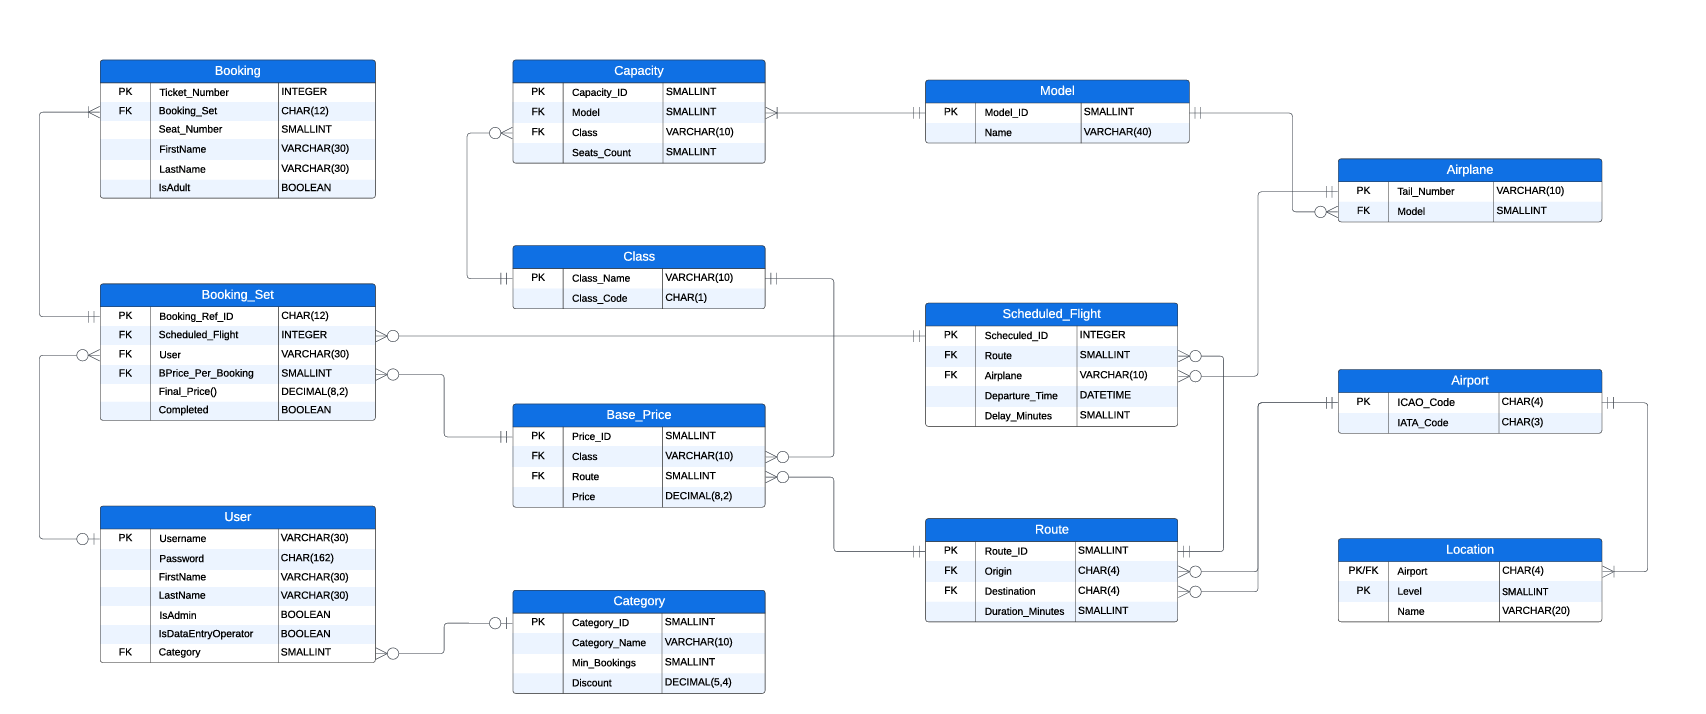 Booking
PK Ticket_Number INTEGER
FK Booking_Set CHAR(12)
Seat_Number SMALLINT
FirstName VARCHAR(30)
LastName VARCHAR(30)
IsAdult BOOLEAN
Capacity
PK Capacity_ID SMALLINT
FK Model SMALLINT
FK Class VARCHAR(10)
Seats_Count SMALLINT
Model
PK Model_ID SMALLINT
Name VARCHAR(40)
Airplane
PK Tail_Number VARCHAR(10)
FK Model SMALLINT
Class
PK Class_Name VARCHAR(10)
Class_Code CHAR(1)
Booking_Set
PK Booking_Ref_ID CHAR(12)
FK Scheduled_Flight INTEGER
FK User VARCHAR(30)
FK BPrice_Per_Booking SMALLINT
Final_Price() DECIMAL(8,2)
Completed BOOLEAN
Scheduled_Flight
PK Scheculed_ID INTEGER
FK Route SMALLINT
FK Airplane VARCHAR(10)
Departure_Time DATETIME
Delay_Minutes SMALLINT
Airport
PK ICAO_Code CHAR(4)
IATA_Code CHAR(3)
Base_Price
PK Price_ID SMALLINT
FK Class VARCHAR(10)
FK Route SMALLINT
Price DECIMAL(8,2)
User
PK Username VARCHAR(30)
Password CHAR(162)
FirstName VARCHAR(30)
LastName VARCHAR(30)
IsAdmin BOOLEAN
IsDataEntryOperator BOOLEAN
FK Category SMALLINT
Route
PK Route_ID SMALLINT
FK Origin CHAR(4)
FK Destination CHAR(4)
Duration_Minutes SMALLINT
Location
PK/FK Airport CHAR(4)
PK Level SMALLINT
Name VARCHAR(20)
Category
PK Category_ID SMALLINT
Category_Name VARCHAR(10)
Min_Bookings SMALLINT
Discount DECIMAL(5,4)